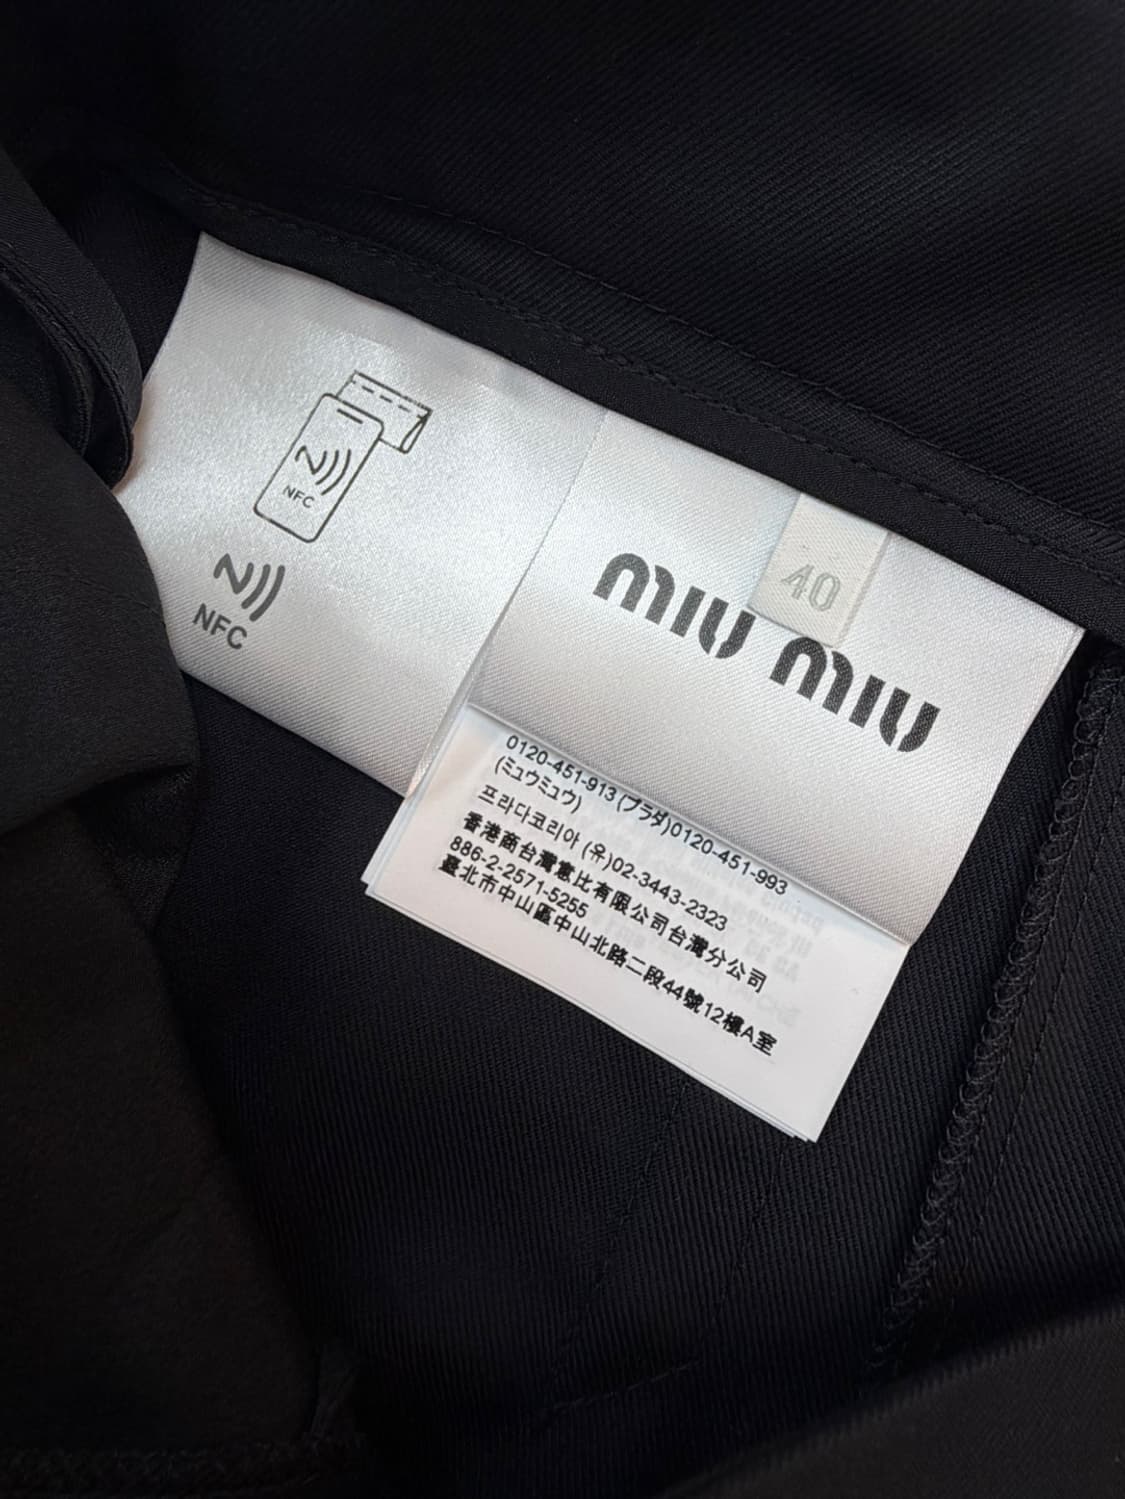 NFC
NFC
40
MIU MIU
0120-451-913 (プラダ)0120-451-993
(ミュウミュウ)
프라다코리아 (유)02-3443-2323
香港商台灣意比有限公司台灣分公司
886-2-2571-5255
臺北市中山區中山北路二段44號12樓A室